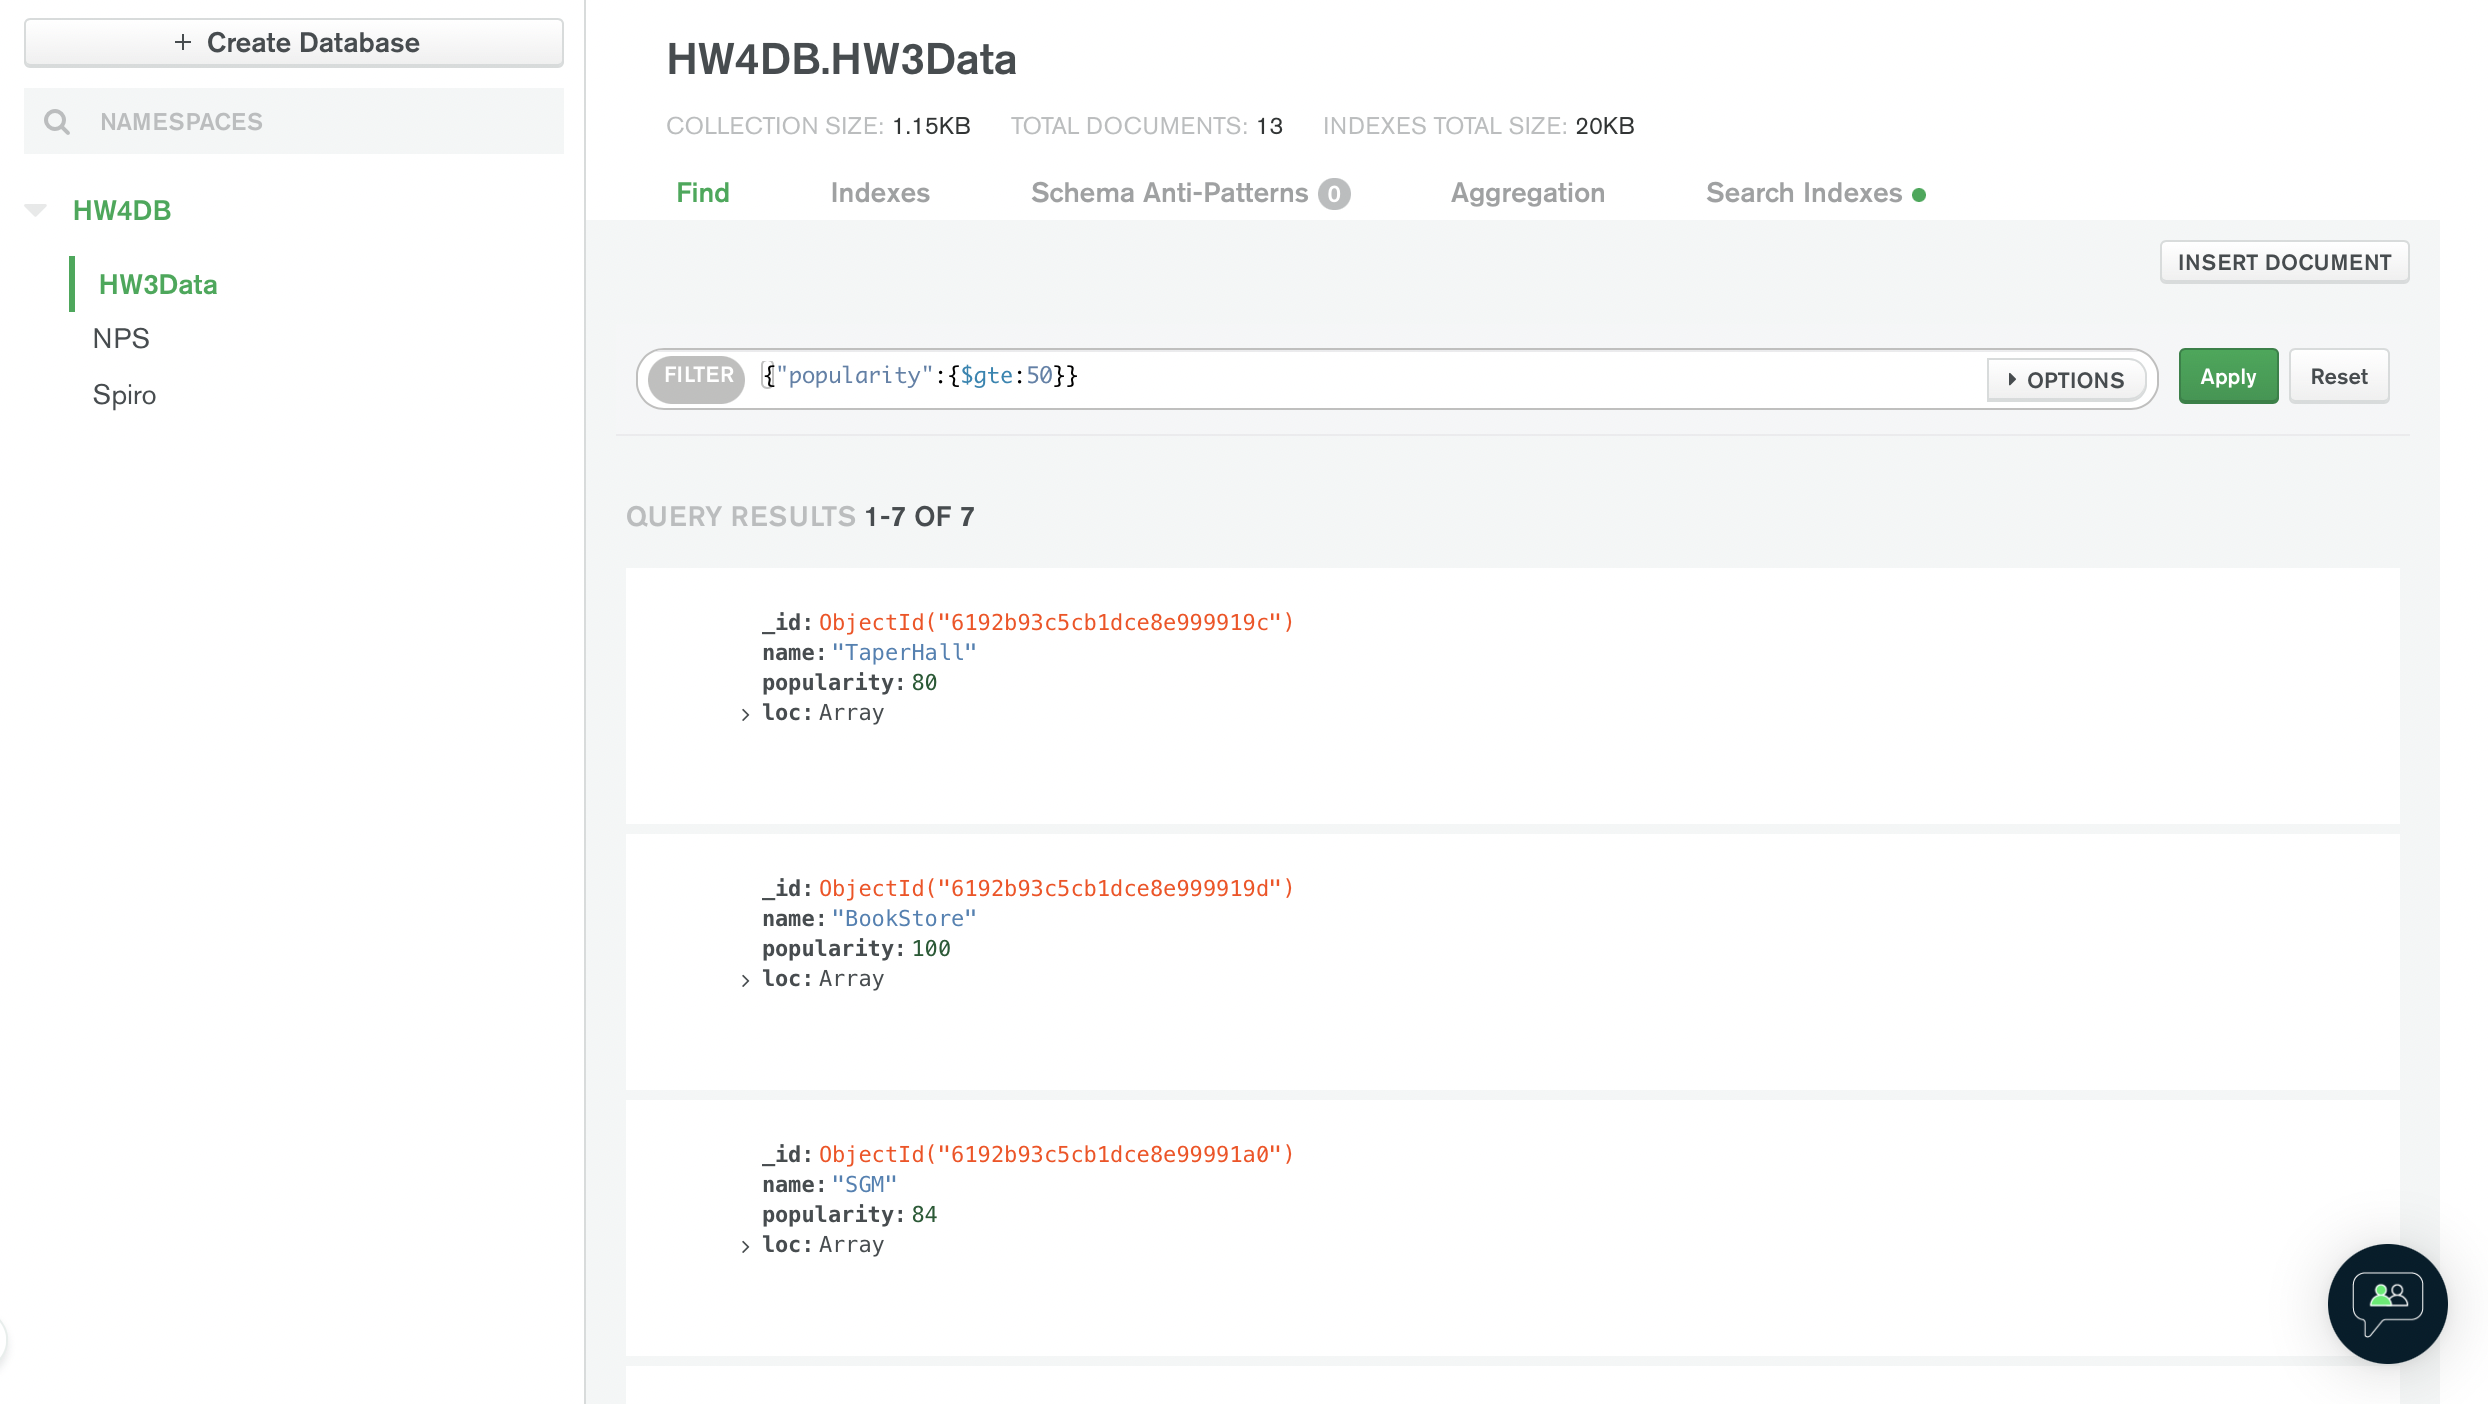 + Create Database
NAMESPACES
HW4DB
HW3Data
NPS
Spiro
HW4DB.HW3Data
COLLECTION SIZE: 1.15KB TOTAL DOCUMENTS: 13 INDEXES TOTAL SIZE: 20KB
Find Indexes Schema Anti-Patterns 0 Aggregation Search Indexes
INSERT DOCUMENT
FILTER {"popularity":{$gte:50}} OPTIONS Apply Reset
QUERY RESULTS 1-7 OF 7
_id: ObjectId("6192b93c5cb1dce8e999919c")
name: "TaperHall"
popularity: 80
loc: Array
_id: ObjectId("6192b93c5cb1dce8e999919d")
name: "BookStore"
popularity: 100
loc: Array
_id: ObjectId("6192b93c5cb1dce8e99991a0")
name: "SGM"
popularity: 84
loc: Array